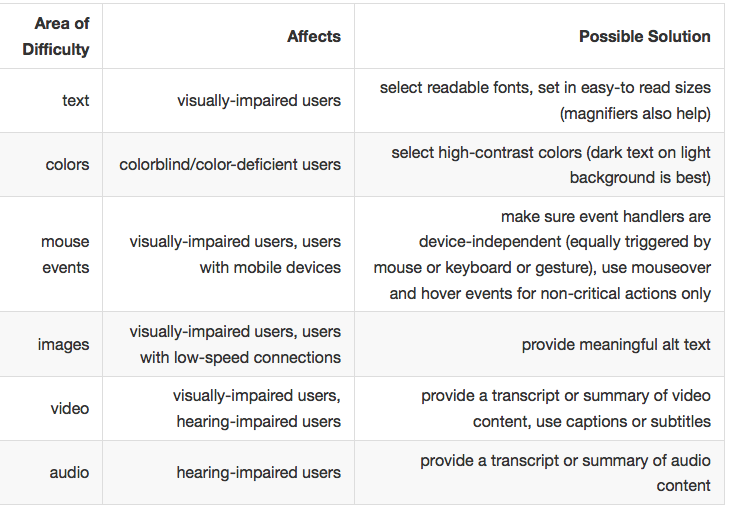 Area of
Difficulty
Affects
Possible Solution
text
visually-impaired users
select readable fonts, set in easy-to read sizes
(magnifiers also help)
colors
colorblind/color-deficient users
select high-contrast colors (dark text on light
background is best)
mouse
events
visually-impaired users, users
with mobile devices
make sure event handlers are
device-independent (equally triggered by
mouse or keyboard or gesture), use mouseover
and hover events for non-critical actions only
images
visually-impaired users, users
with low-speed connections
provide meaningful alt text
video
visually-impaired users,
hearing-impaired users
provide a transcript or summary of video
content, use captions or subtitles
audio
hearing-impaired users
provide a transcript or summary of audio
content